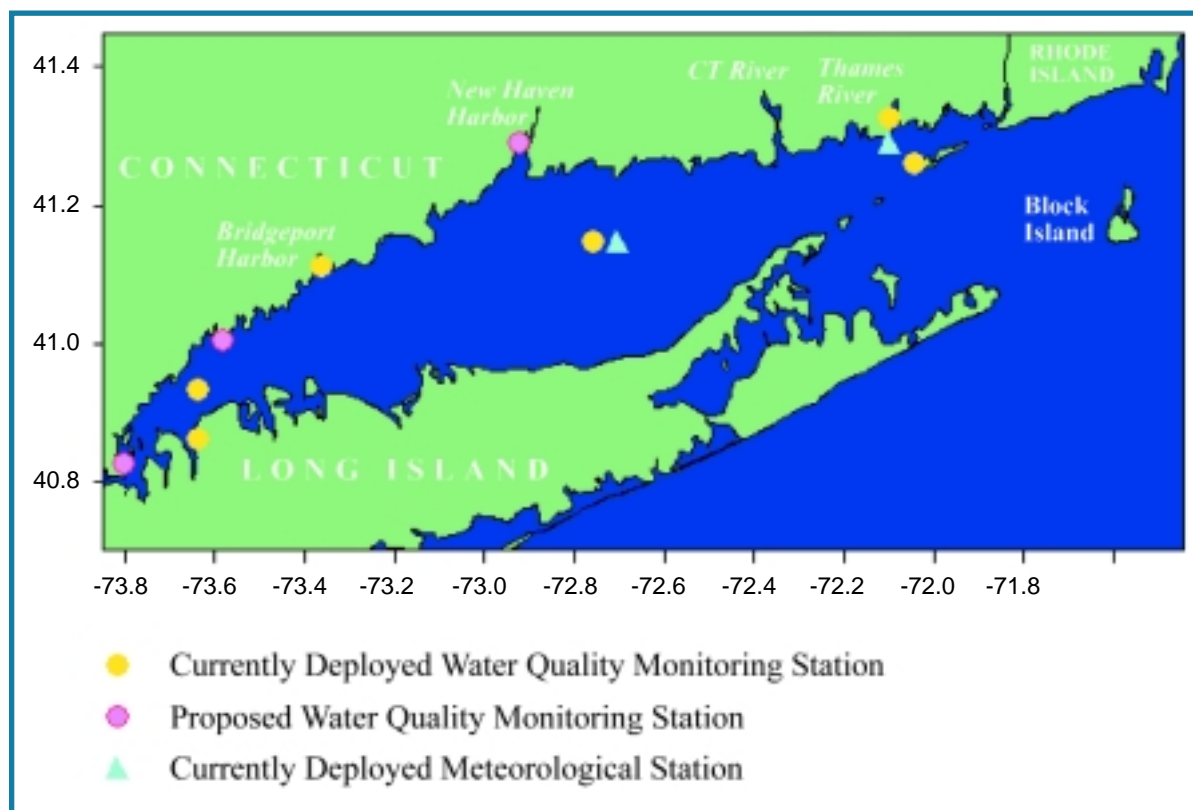 41.4
41.2
41.0
40.8
RHODE
ISLAND
CT River
Thames
River
New Haven
Harbor
CONNECTICUT
Block
Island
Bridgeport
Harbor
LONG ISLAND
-73.8 -73.6 -73.4 -73.2 -73.0 -72.8 -72.6 -72.4 -72.2 -72.0 -71.8
Currently Deployed Water Quality Monitoring Station
Proposed Water Quality Monitoring Station
Currently Deployed Meteorological Station